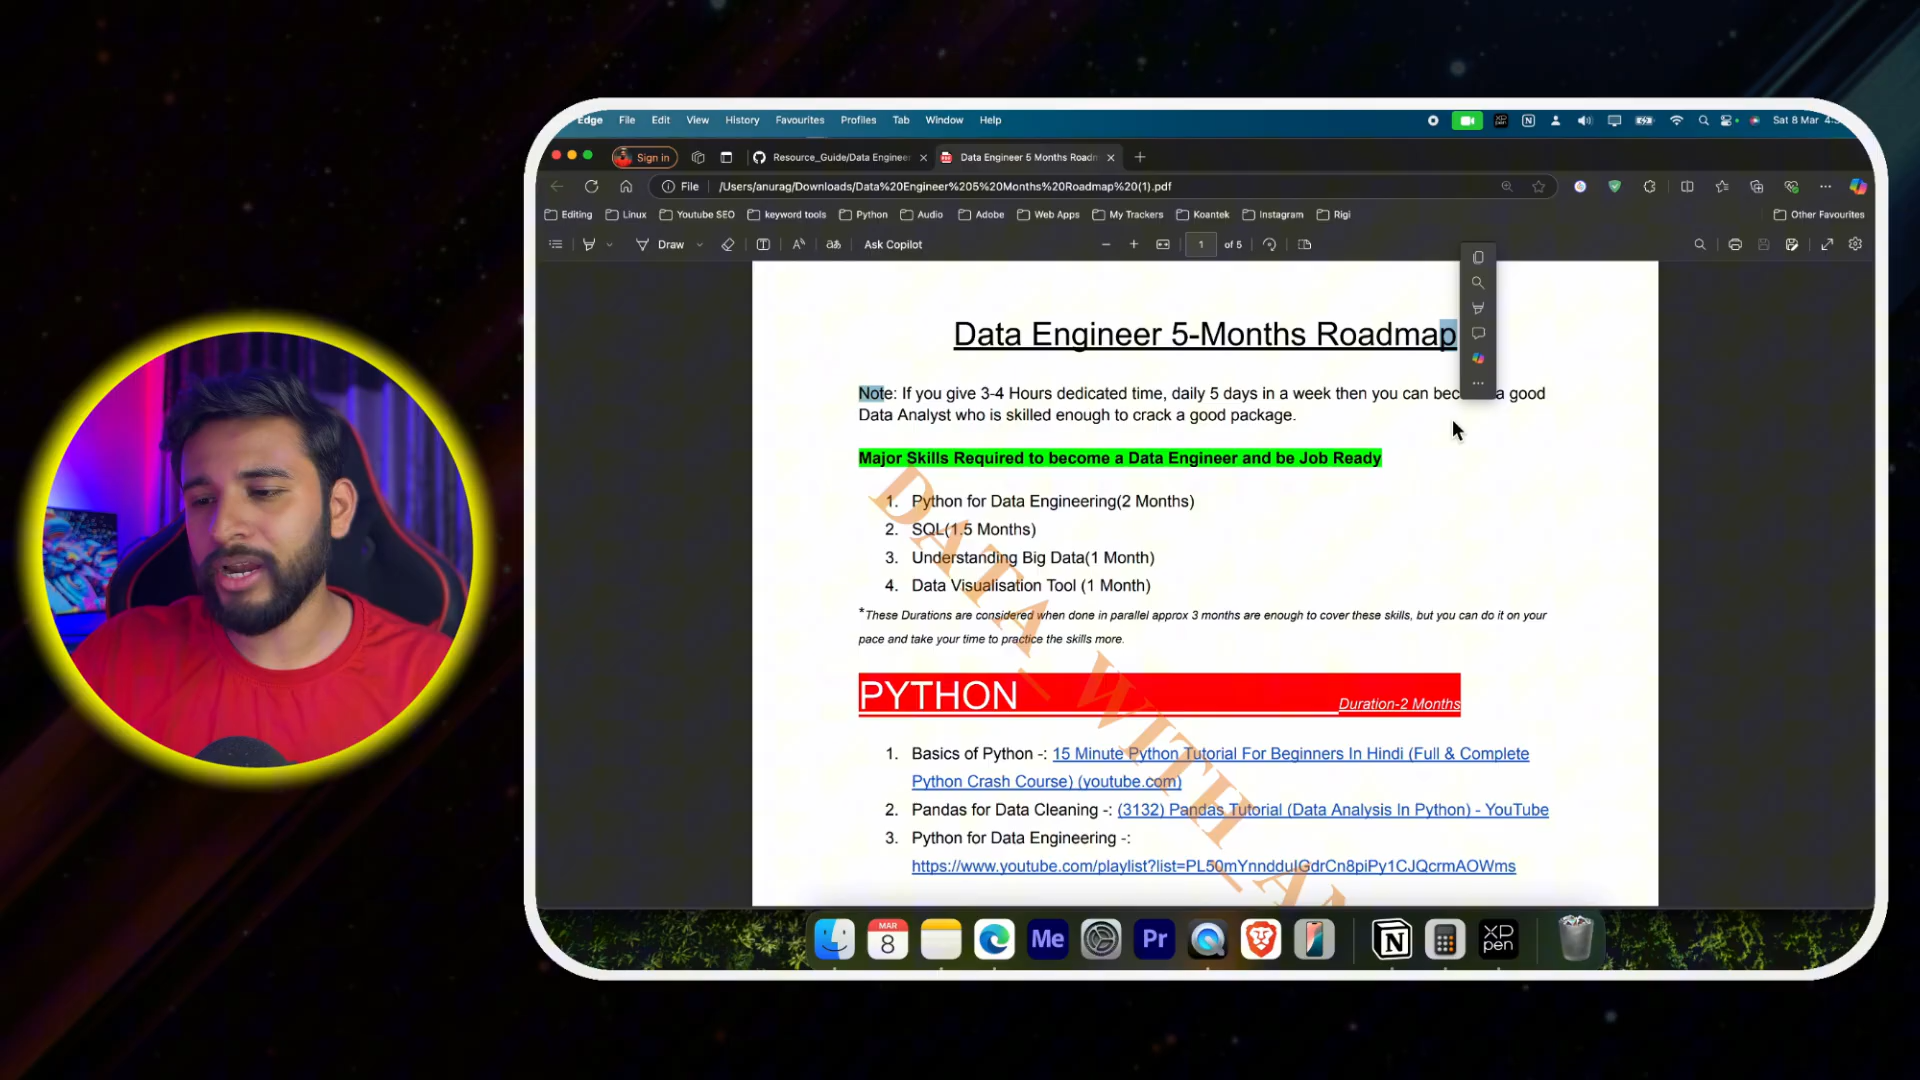 Edge File Edit View History Favourites Profiles Tab Window Help
XP pen
Sat 8 Mar
Sign in
Resource_Guide/Data Engineer
Data Engineer 5 Months Roadm
File /Users/anurag/Downloads/Data%20Engineer%205%20Months%20Roadmap%20(1).pdf
Editing Linux Youtube SEO keyword tools Python Audio Adobe Web Apps My Trackers Koantek Instagram Rigi Other Favourites
Draw aあ Ask Copilot 1 of 5
Data Engineer 5-Months Roadmap
Note: If you give 3-4 Hours dedicated time, daily 5 days in a week then you can bec a good
Data Analyst who is skilled enough to crack a good package.
Major Skills Required to become a Data Engineer and be Job Ready
1. Python for Data Engineering(2 Months)
2. SQL(1.5 Months)
3. Understanding Big Data(1 Month)
4. Data Visualisation Tool (1 Month)
*These Durations are considered when done in parallel approx 3 months are enough to cover these skills, but you can do it on your
pace and take your time to practice the skills more.
DATA_WITH_AN
PYTHON Duration-2 Months
1. Basics of Python -: 15 Minute Python Tutorial For Beginners In Hindi (Full & Complete
Python Crash Course) (youtube.com)
2. Pandas for Data Cleaning -: (3132) Pandas Tutorial (Data Analysis In Python) - YouTube
3. Python for Data Engineering -:
MAR
8
Me
Pr
N
XP
pen